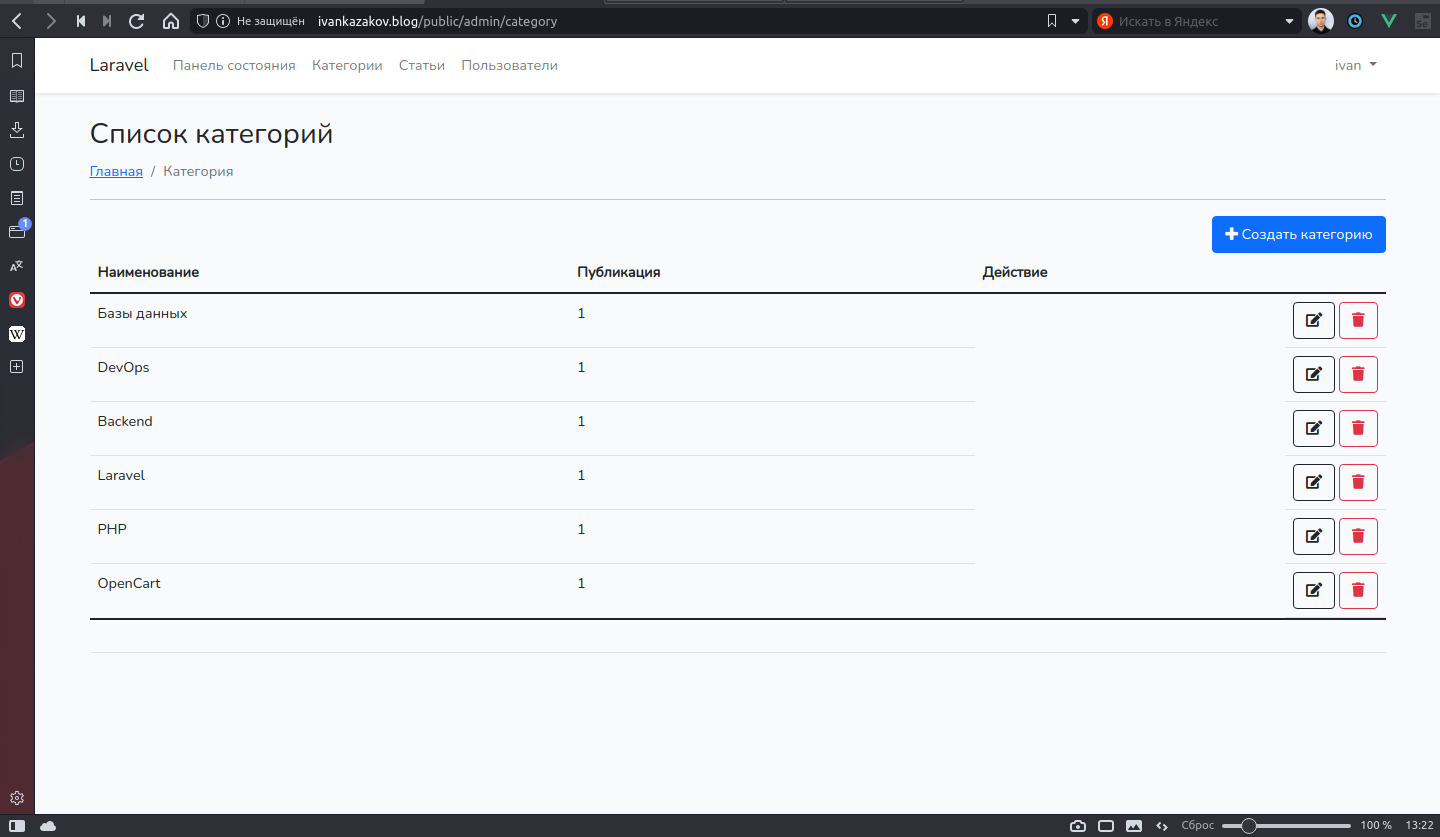 Не защищён ivankazakov.blog/public/admin/category Я Искать в Яндекс Se
Laravel Панель состояния Категории Статьи Пользователи ivan
Список категорий
Главная / Категория
1
Создать категорию
Наименование Публикация Действие
Базы данных 1
DevOps 1
W
Backend 1
Laravel 1
PHP 1
OpenCart 1
Сброс 100 % 13:22